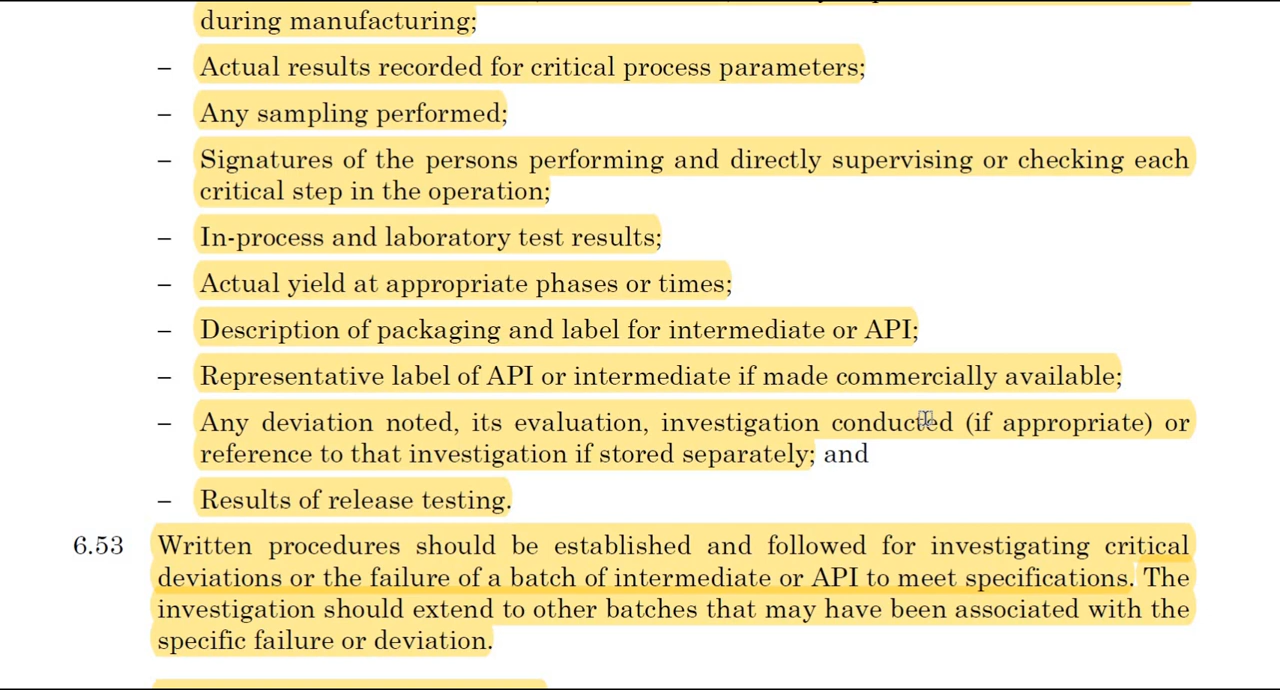 during manufacturing;
– Actual results recorded for critical process parameters;
– Any sampling performed;
– Signatures of the persons performing and directly supervising or checking each
critical step in the operation;
– In-process and laboratory test results;
– Actual yield at appropriate phases or times;
– Description of packaging and label for intermediate or API;
– Representative label of API or intermediate if made commercially available;
– Any deviation noted, its evaluation, investigation conducted (if appropriate) or
reference to that investigation if stored separately; and
– Results of release testing.
6.53 Written procedures should be established and followed for investigating critical
deviations or the failure of a batch of intermediate or API to meet specifications. The
investigation should extend to other batches that may have been associated with the
specific failure or deviation.